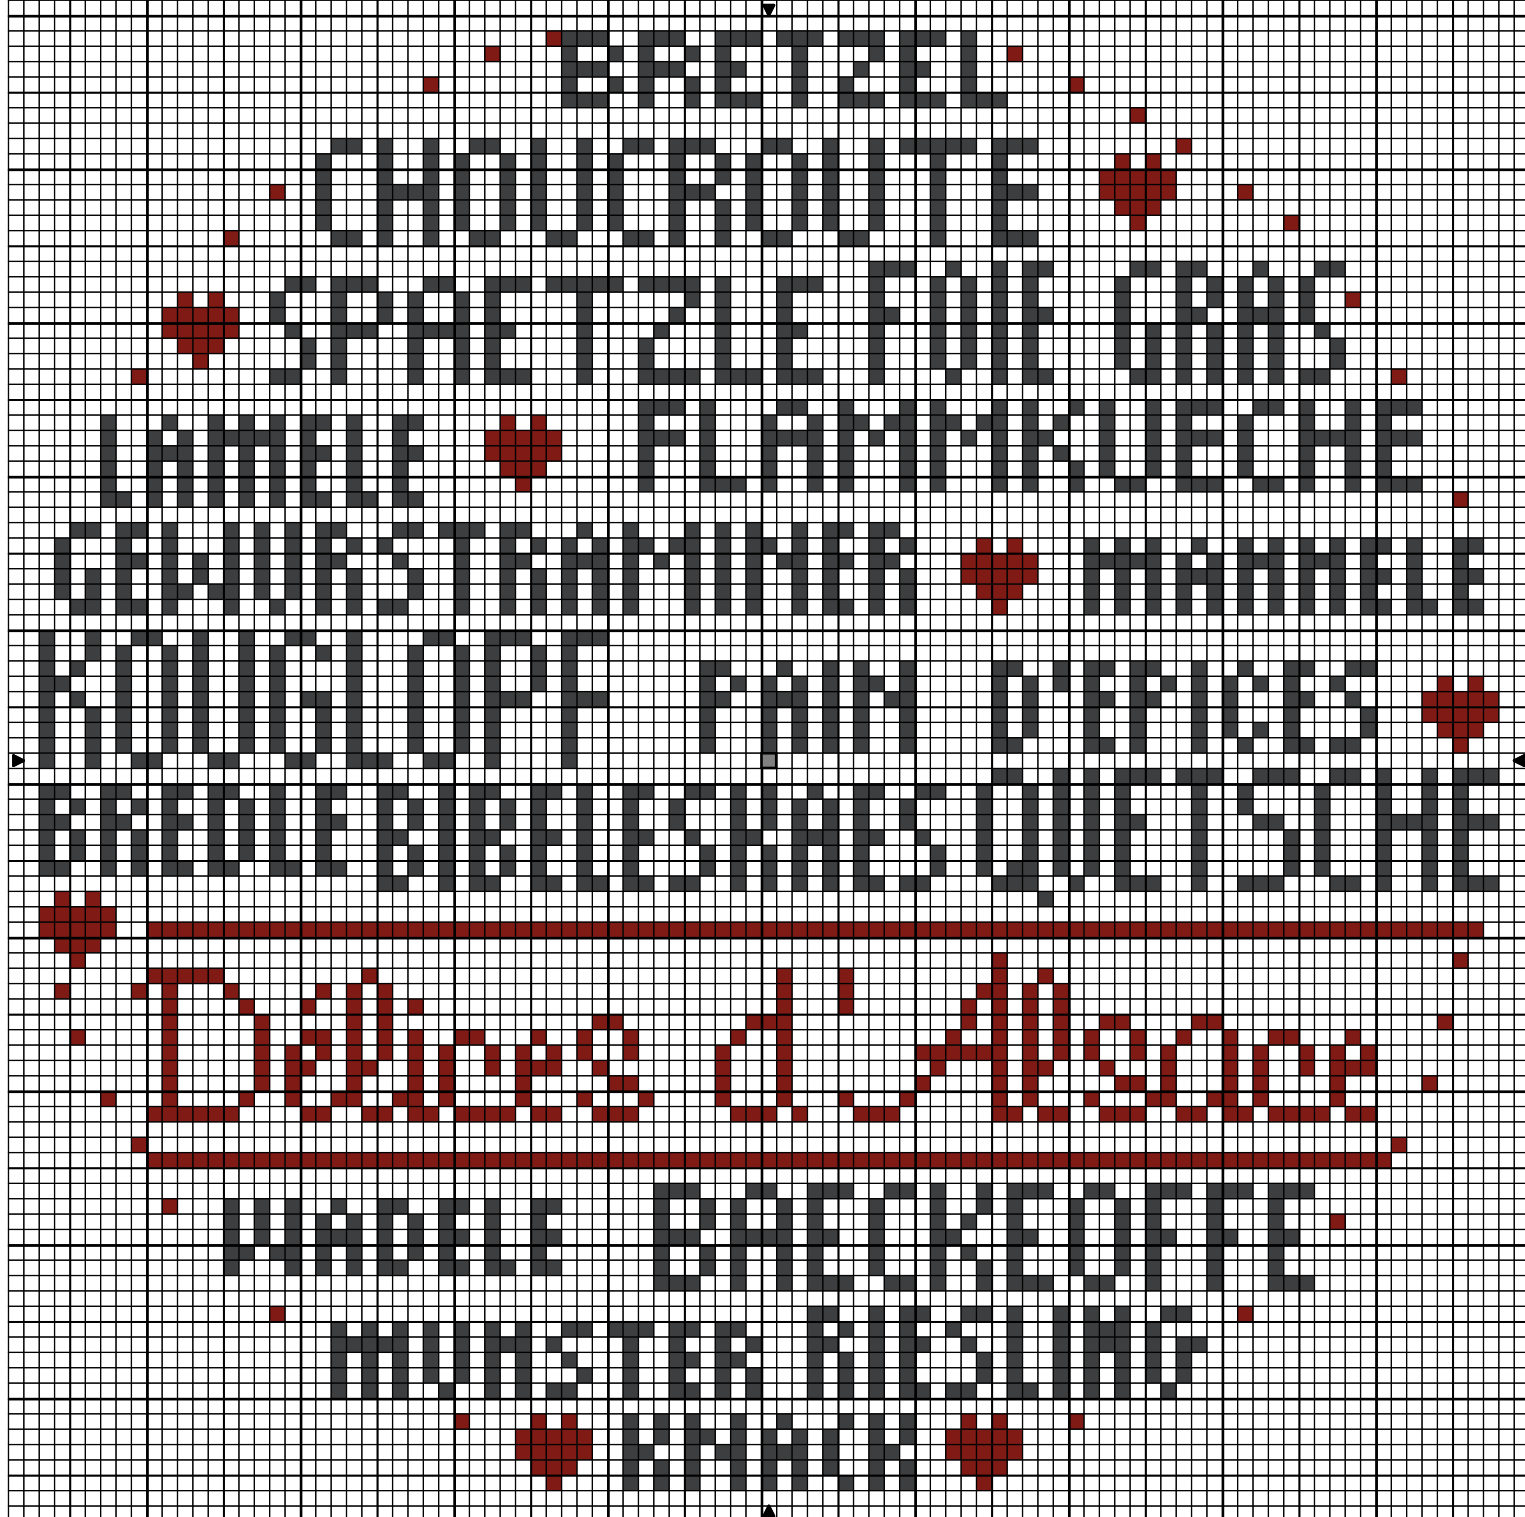 BRETZEL
CHOUCROUTE
SPAETZLE FOIE GRAS
LAMELE FLAMMKUECHE
GEWURSTRAMINER MANNELE
KOUGLOPF PAIN D'EPICES
BREDLE BIBELESKAES QUETSCHE
Délices d'Alsace
WADELE BAECKEOFFE
MUNSTER RIESLING
KNACK